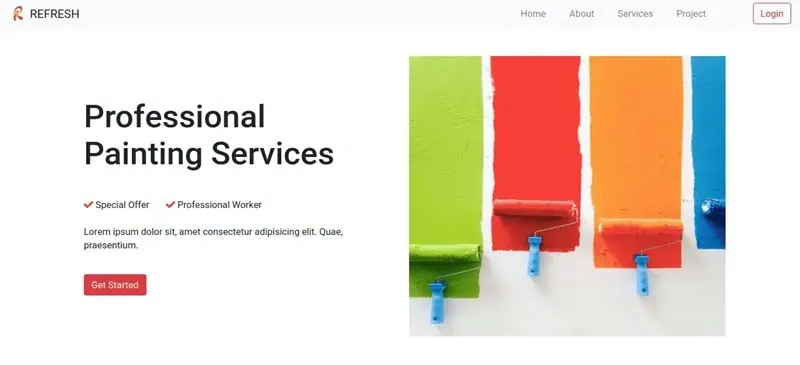 REFRESH
Home About Services Project Login
Professional
Painting Services
Special Offer Professional Worker
Lorem ipsum dolor sit, amet consectetur adipisicing elit. Quae,
praesentium.
Get Started